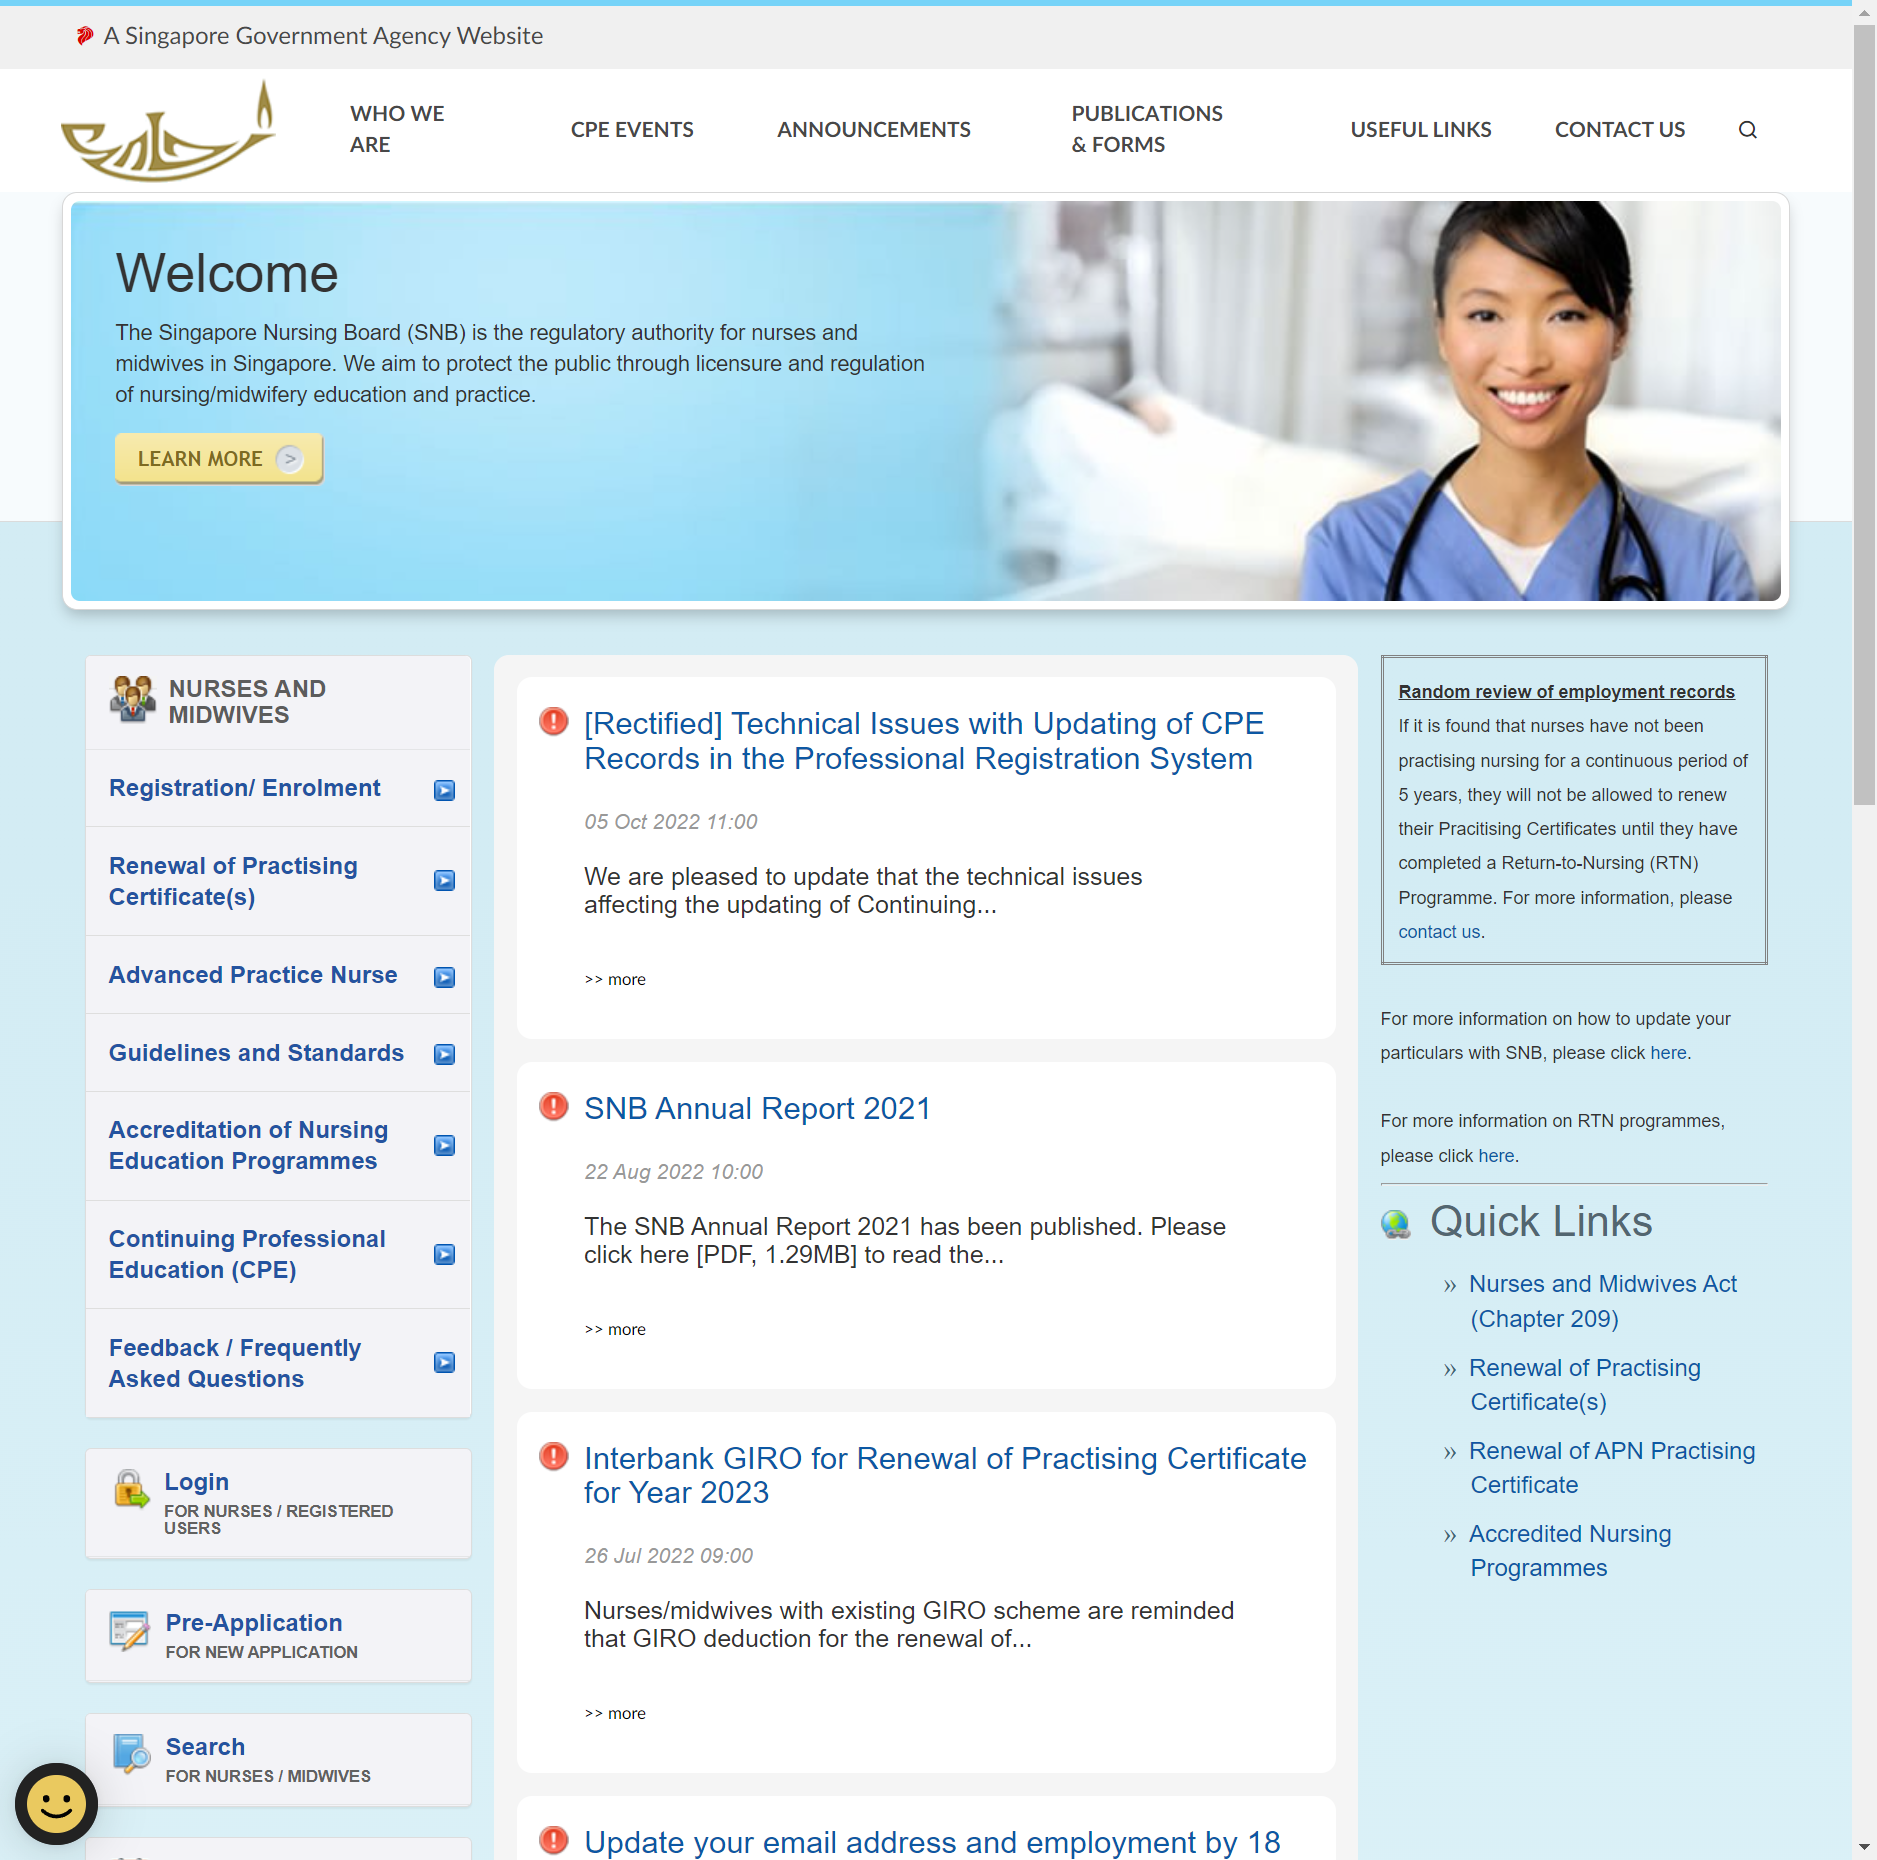 A Singapore Government Agency Website
WHO WE
ARE
CPE EVENTS
ANNOUNCEMENTS
PUBLICATIONS
& FORMS
USEFUL LINKS
CONTACT US
Welcome
The Singapore Nursing Board (SNB) is the regulatory authority for nurses and
midwives in Singapore. We aim to protect the public through licensure and regulation
of nursing/midwifery education and practice.
LEARN MORE >
NURSES AND
MIDWIVES
Registration/ Enrolment
Renewal of Practising
Certificate(s)
Advanced Practice Nurse
Guidelines and Standards
Accreditation of Nursing
Education Programmes
Continuing Professional
Education (CPE)
Feedback / Frequently
Asked Questions
Login
FOR NURSES / REGISTERED
USERS
Pre-Application
FOR NEW APPLICATION
Search
FOR NURSES / MIDWIVES
[Rectified] Technical Issues with Updating of CPE
Records in the Professional Registration System
05 Oct 2022 11:00
We are pleased to update that the technical issues
affecting the updating of Continuing...
>> more
SNB Annual Report 2021
22 Aug 2022 10:00
The SNB Annual Report 2021 has been published. Please
click here [PDF, 1.29MB] to read the...
>> more
Interbank GIRO for Renewal of Practising Certificate
for Year 2023
26 Jul 2022 09:00
Nurses/midwives with existing GIRO scheme are reminded
that GIRO deduction for the renewal of...
>> more
Update your email address and employment by 18
Random review of employment records
If it is found that nurses have not been
practising nursing for a continuous period of
5 years, they will not be allowed to renew
their Pracitising Certificates until they have
completed a Return-to-Nursing (RTN)
Programme. For more information, please
contact us.
For more information on how to update your
particulars with SNB, please click here.
For more information on RTN programmes,
please click here.
Quick Links
» Nurses and Midwives Act
(Chapter 209)
» Renewal of Practising
Certificate(s)
» Renewal of APN Practising
Certificate
» Accredited Nursing
Programmes